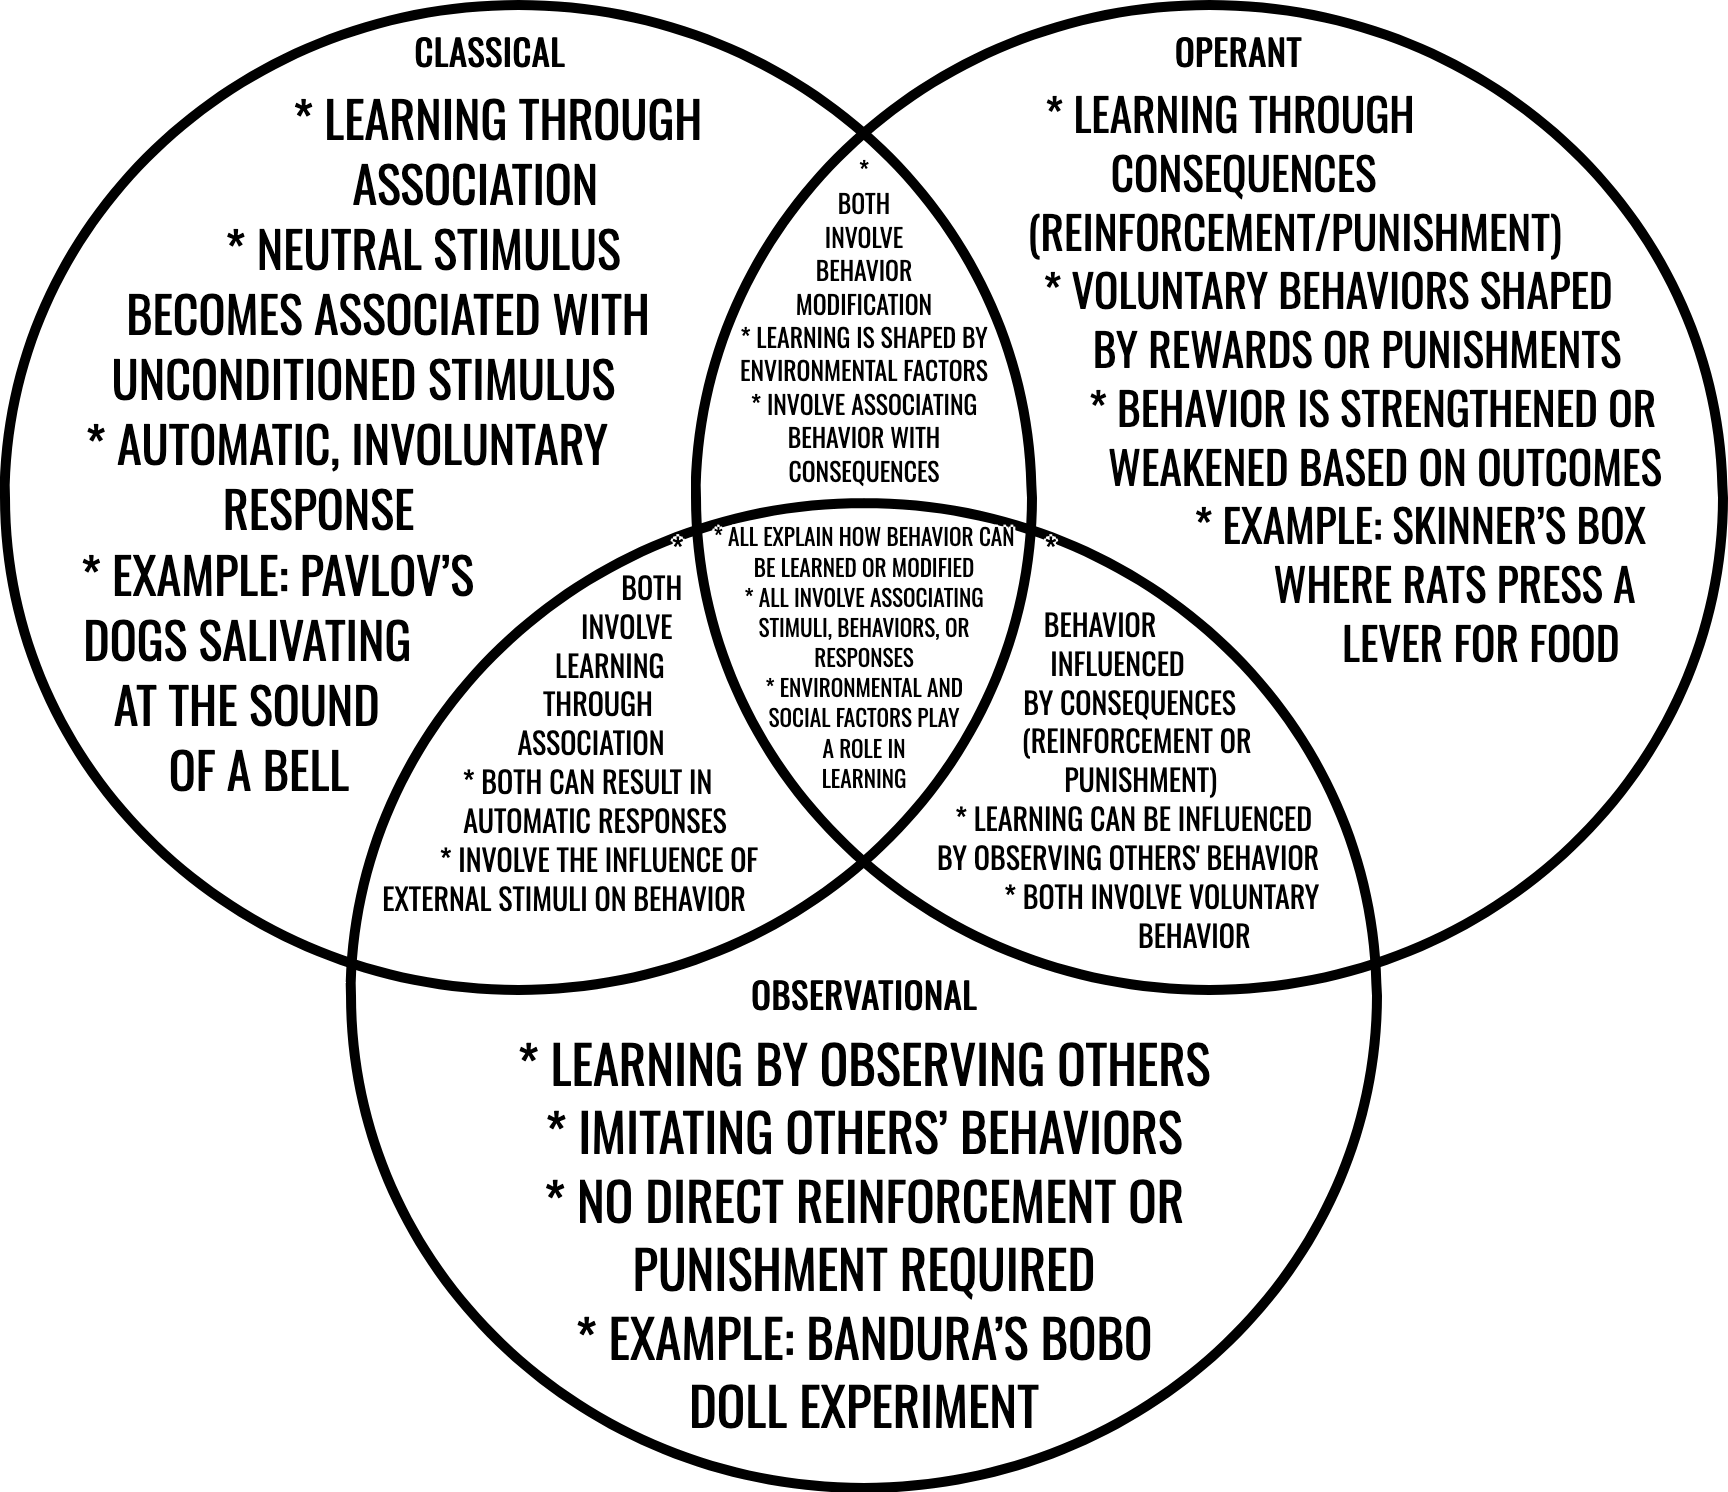 CLASSICAL
* LEARNING THROUGH
ASSOCIATION
* NEUTRAL STIMULUS
BECOMES ASSOCIATED WITH
UNCONDITIONED STIMULUS
* AUTOMATIC, INVOLUNTARY
RESPONSE
* EXAMPLE: PAVLOV’S
DOGS SALIVATING
AT THE SOUND
OF A BELL
OPERANT
* LEARNING THROUGH
CONSEQUENCES
(REINFORCEMENT/PUNISHMENT)
* VOLUNTARY BEHAVIORS SHAPED
BY REWARDS OR PUNISHMENTS
* BEHAVIOR IS STRENGTHENED OR
WEAKENED BASED ON OUTCOMES
* EXAMPLE: SKINNER’S BOX
WHERE RATS PRESS A
LEVER FOR FOOD
*
BOTH
INVOLVE
BEHAVIOR
MODIFICATION
* LEARNING IS SHAPED BY
ENVIRONMENTAL FACTORS
* INVOLVE ASSOCIATING
BEHAVIOR WITH
CONSEQUENCES
* ALL EXPLAIN HOW BEHAVIOR CAN
BE LEARNED OR MODIFIED
* ALL INVOLVE ASSOCIATING
STIMULI, BEHAVIORS, OR
RESPONSES
* ENVIRONMENTAL AND
SOCIAL FACTORS PLAY
A ROLE IN
LEARNING
*
BOTH
INVOLVE
LEARNING
THROUGH
ASSOCIATION
* BOTH CAN RESULT IN
AUTOMATIC RESPONSES
* INVOLVE THE INFLUENCE OF
EXTERNAL STIMULI ON BEHAVIOR
*
BEHAVIOR
INFLUENCED
BY CONSEQUENCES
(REINFORCEMENT OR
PUNISHMENT)
* LEARNING CAN BE INFLUENCED
BY OBSERVING OTHERS' BEHAVIOR
* BOTH INVOLVE VOLUNTARY
BEHAVIOR
OBSERVATIONAL
* LEARNING BY OBSERVING OTHERS
* IMITATING OTHERS’ BEHAVIORS
* NO DIRECT REINFORCEMENT OR
PUNISHMENT REQUIRED
* EXAMPLE: BANDURA’S BOBO
DOLL EXPERIMENT